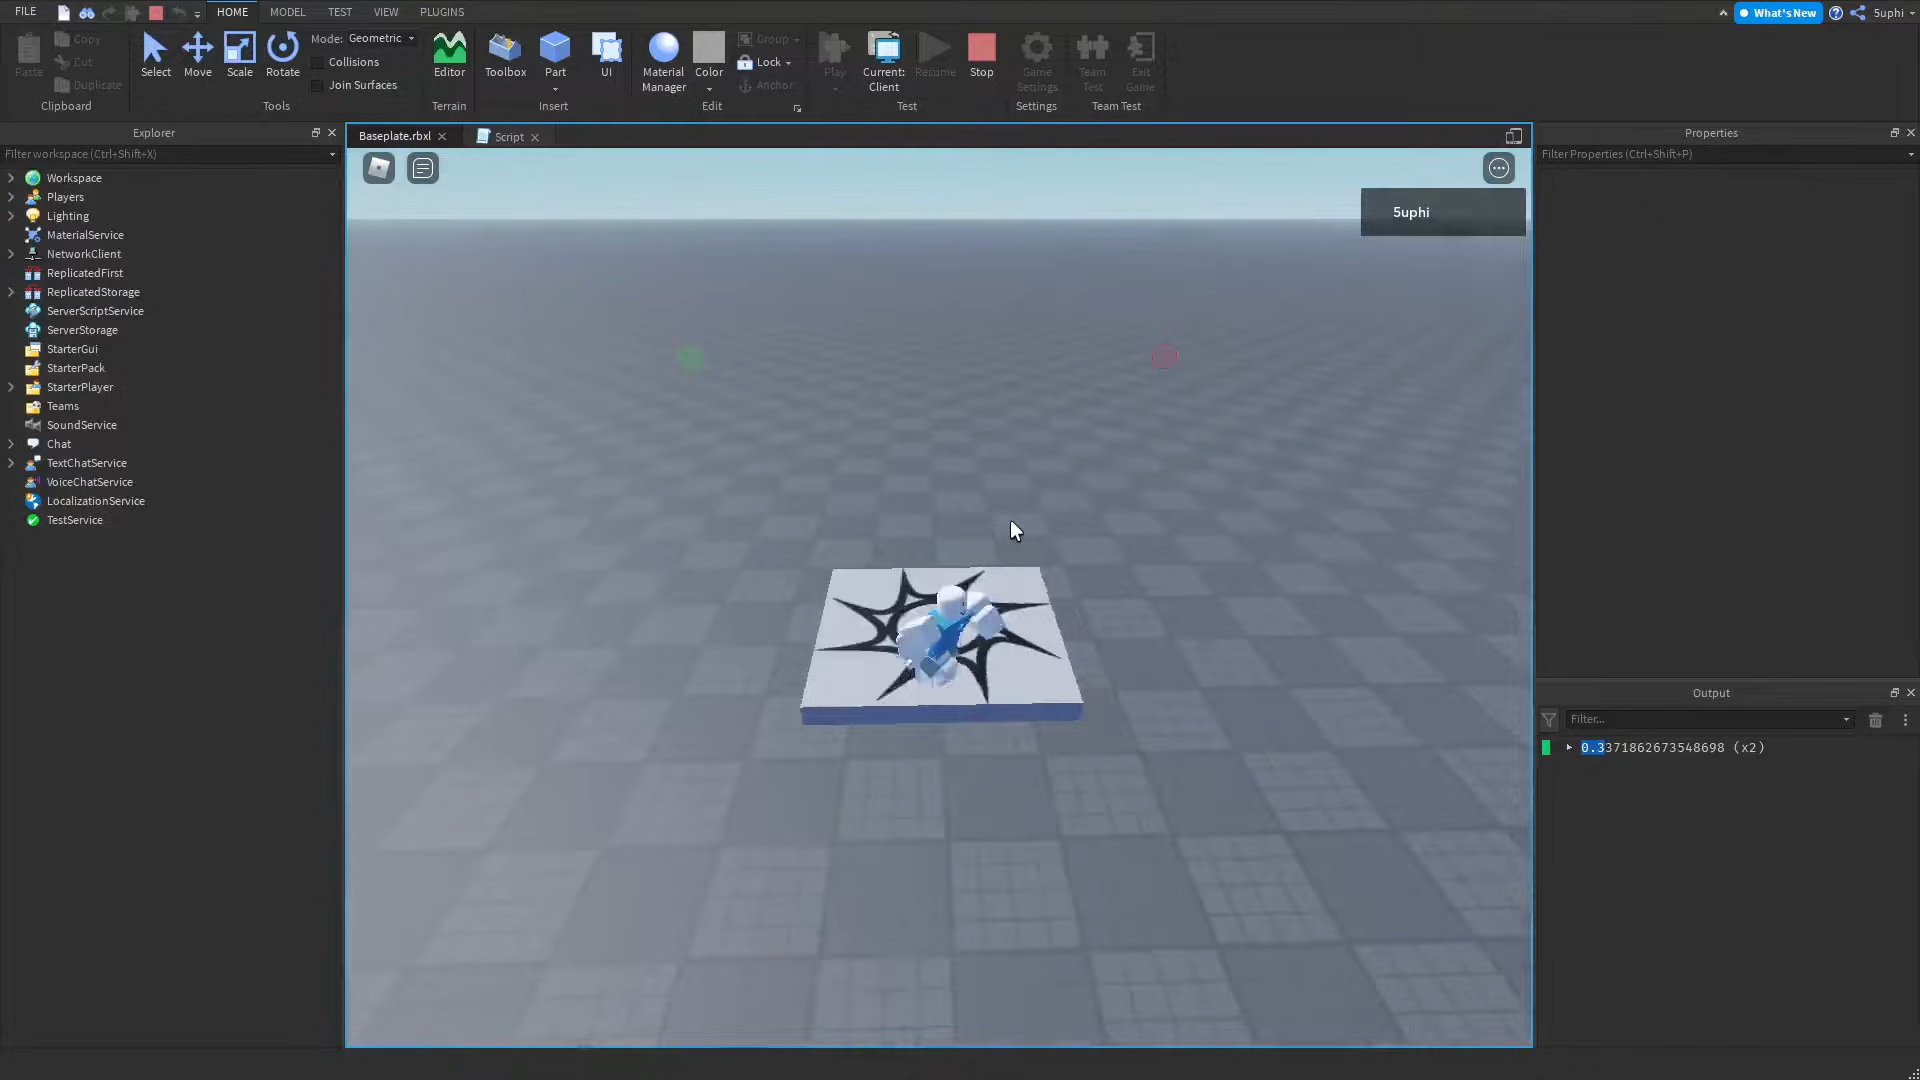 FILE HOME MODEL TEST VIEW PLUGINS What's New 5uphi
Paste Copy Cut Duplicate Select Move Scale Rotate Mode: Geometric Collisions Join Surfaces Editor Toolbox Part UI Material Manager Color Group Lock Anchor Play Current: Client Resume Stop Game Settings Team Test Exit Game
Clipboard Tools Terrain Insert Edit Test Settings Team Test
Explorer
Filter workspace (Ctrl+Shift+X)
Workspace
Players
Lighting
MaterialService
NetworkClient
ReplicatedFirst
ReplicatedStorage
ServerScriptService
ServerStorage
StarterGui
StarterPack
StarterPlayer
Teams
SoundService
Chat
TextChatService
VoiceChatService
LocalizationService
TestService
Baseplate.rbxl Script
5uphi
Properties
Filter Properties (Ctrl+Shift+P)
Output
Filter...
0.3371862673548698 (x2)